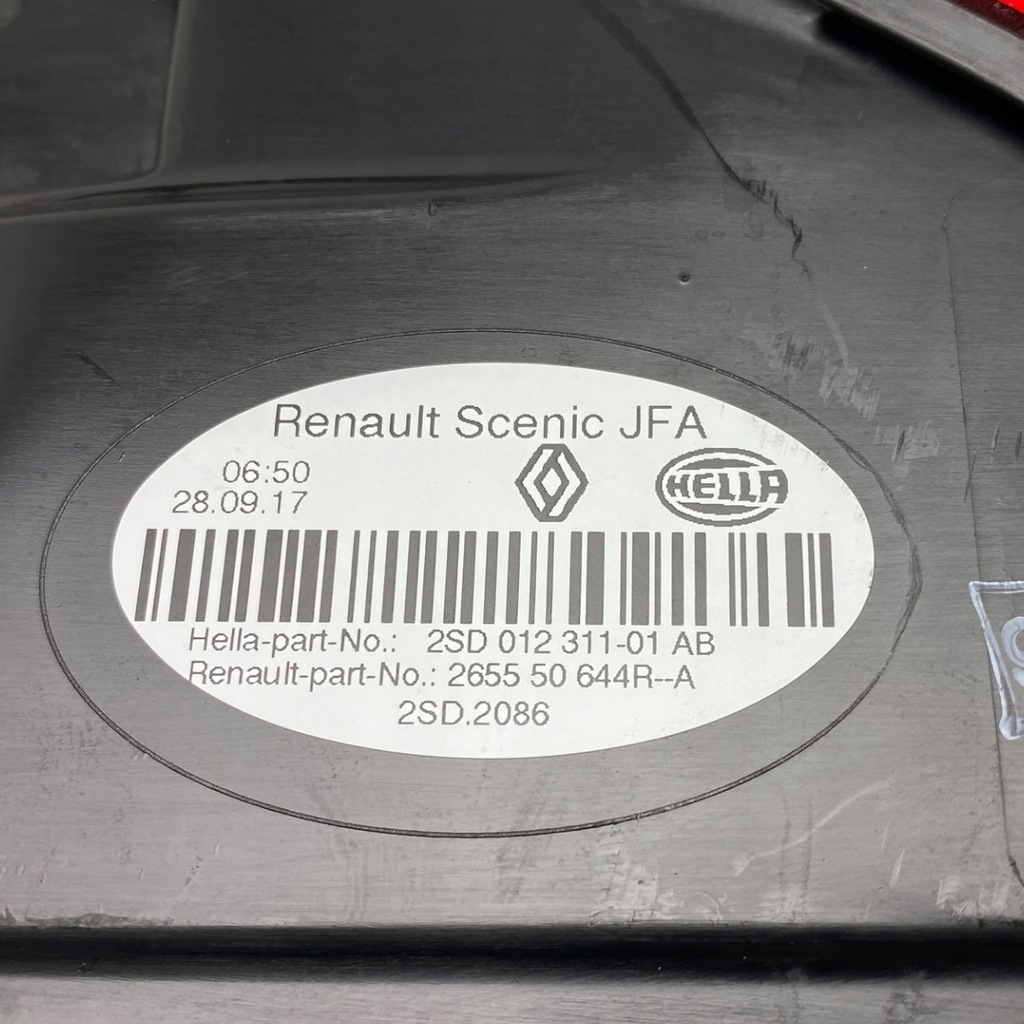 Renault Scenic JFA
06:50
28.09.17
HELLA
Hella-part-No.: 2SD 012 311-01 AB
Renault-part-No.: 2655 50 644R--A
2SD.2086